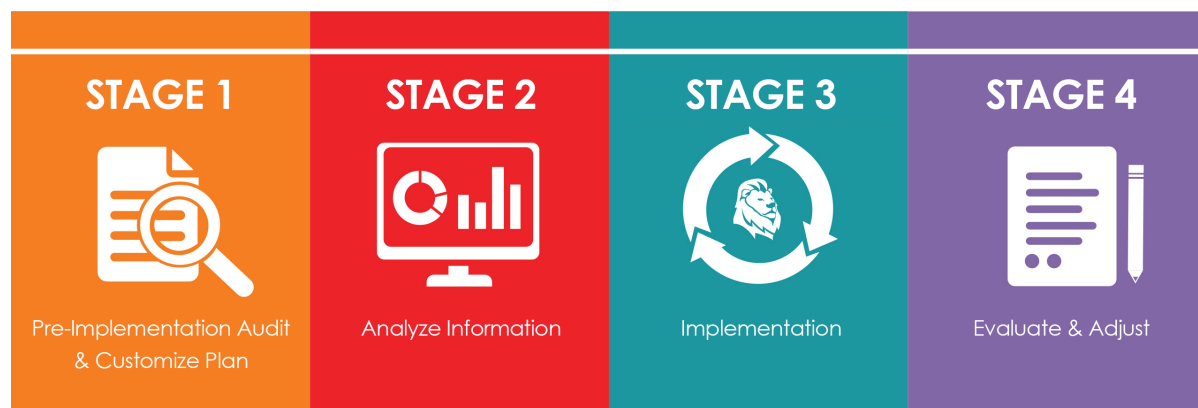 STAGE 1
Pre-Implementation Audit
& Customize Plan
STAGE 2
Analyze Information
STAGE 3
Implementation
STAGE 4
Evaluate & Adjust